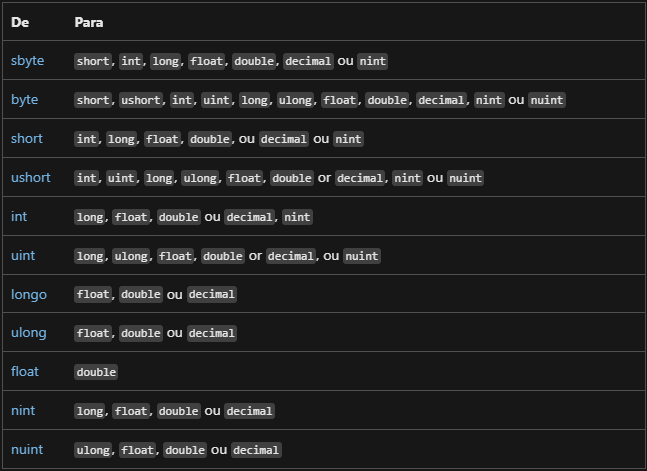 De Para
sbyte short, int, long, float, double, decimal ou nint
byte short, ushort, int, uint, long, ulong, float, double, decimal, nint ou nuint
short int, long, float, double, ou decimal ou nint
ushort int, uint, long, ulong, float, double or decimal, nint ou nuint
int long, float, double ou decimal, nint
uint long, ulong, float, double or decimal, ou nuint
longo float, double ou decimal
ulong float, double ou decimal
float double
nint long, float, double ou decimal
nuint ulong, float, double ou decimal